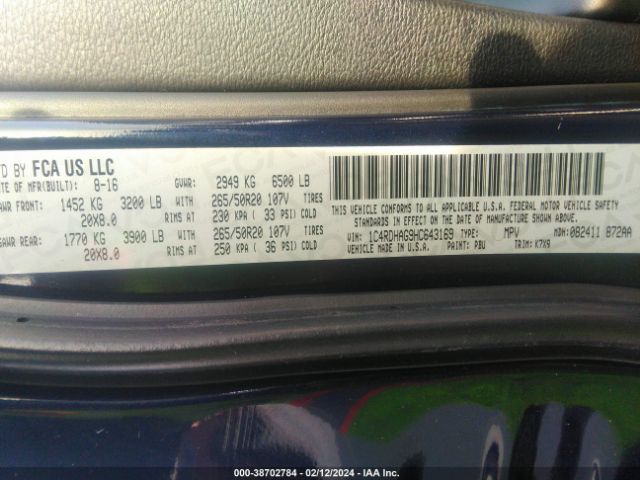 FD BY FCA US LLC
DATE OF MFR(BUILT): 8-16 GVWR: 2949 KG 6500 LB
GAWR FRONT: 1452 KG 3200 LB WITH 265/50R20 107V TIRES
20X8.0 RIMS AT 230 KPA ( 33 PSI) COLD
GAWR REAR: 1770 KG 3900 LB WITH 265/50R20 107V TIRES
20X8.0 RIMS AT 250 KPA ( 36 PSI) COLD
THIS VEHICLE CONFORMS TO ALL APPLICABLE U.S.A. FEDERAL MOTOR VEHICLE SAFETY
STANDARDS IN EFFECT ON THE DATE OF MANUFACTURE SHOWN ABOVE.
VIN: 1C4RDHAG9HC643169 TYPE: MPV MDH: 082411 872AA
VEHICLE MADE IN U.S.A. PAINT: PBU TRIM: K7X9
000-38702784 - 02/12/2024 - IAA Inc.